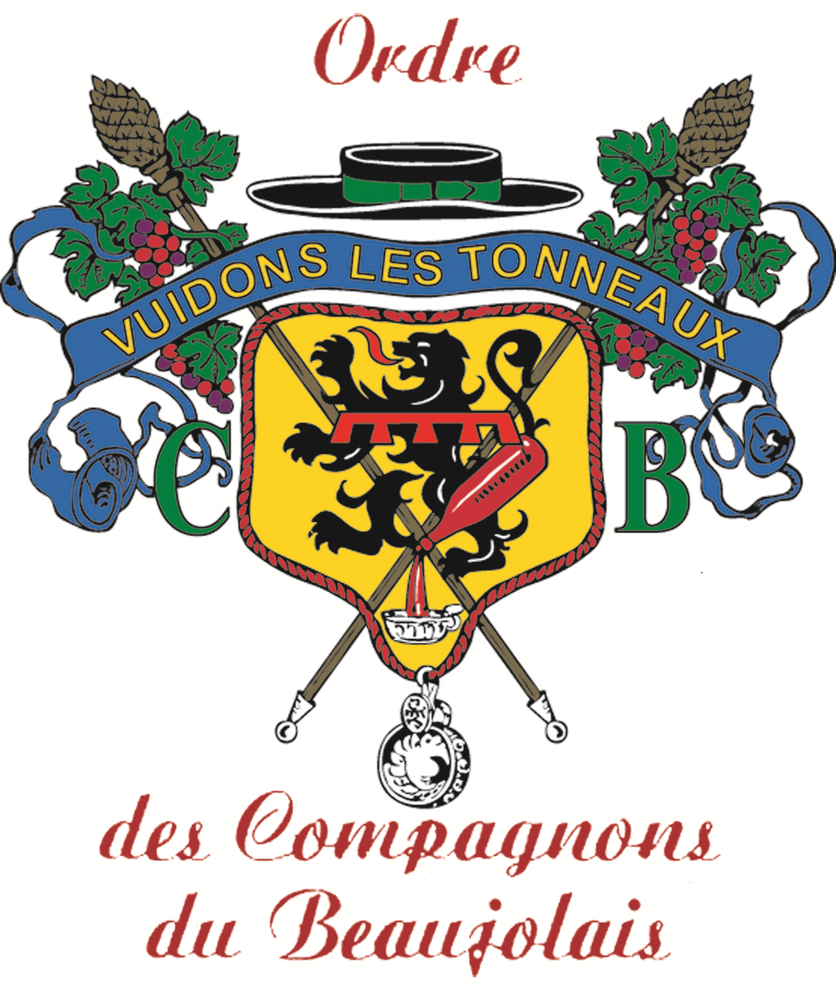 Ordre
VUIDONS LES TONNEAUX
C B
des Compagnons
du Beaujolais